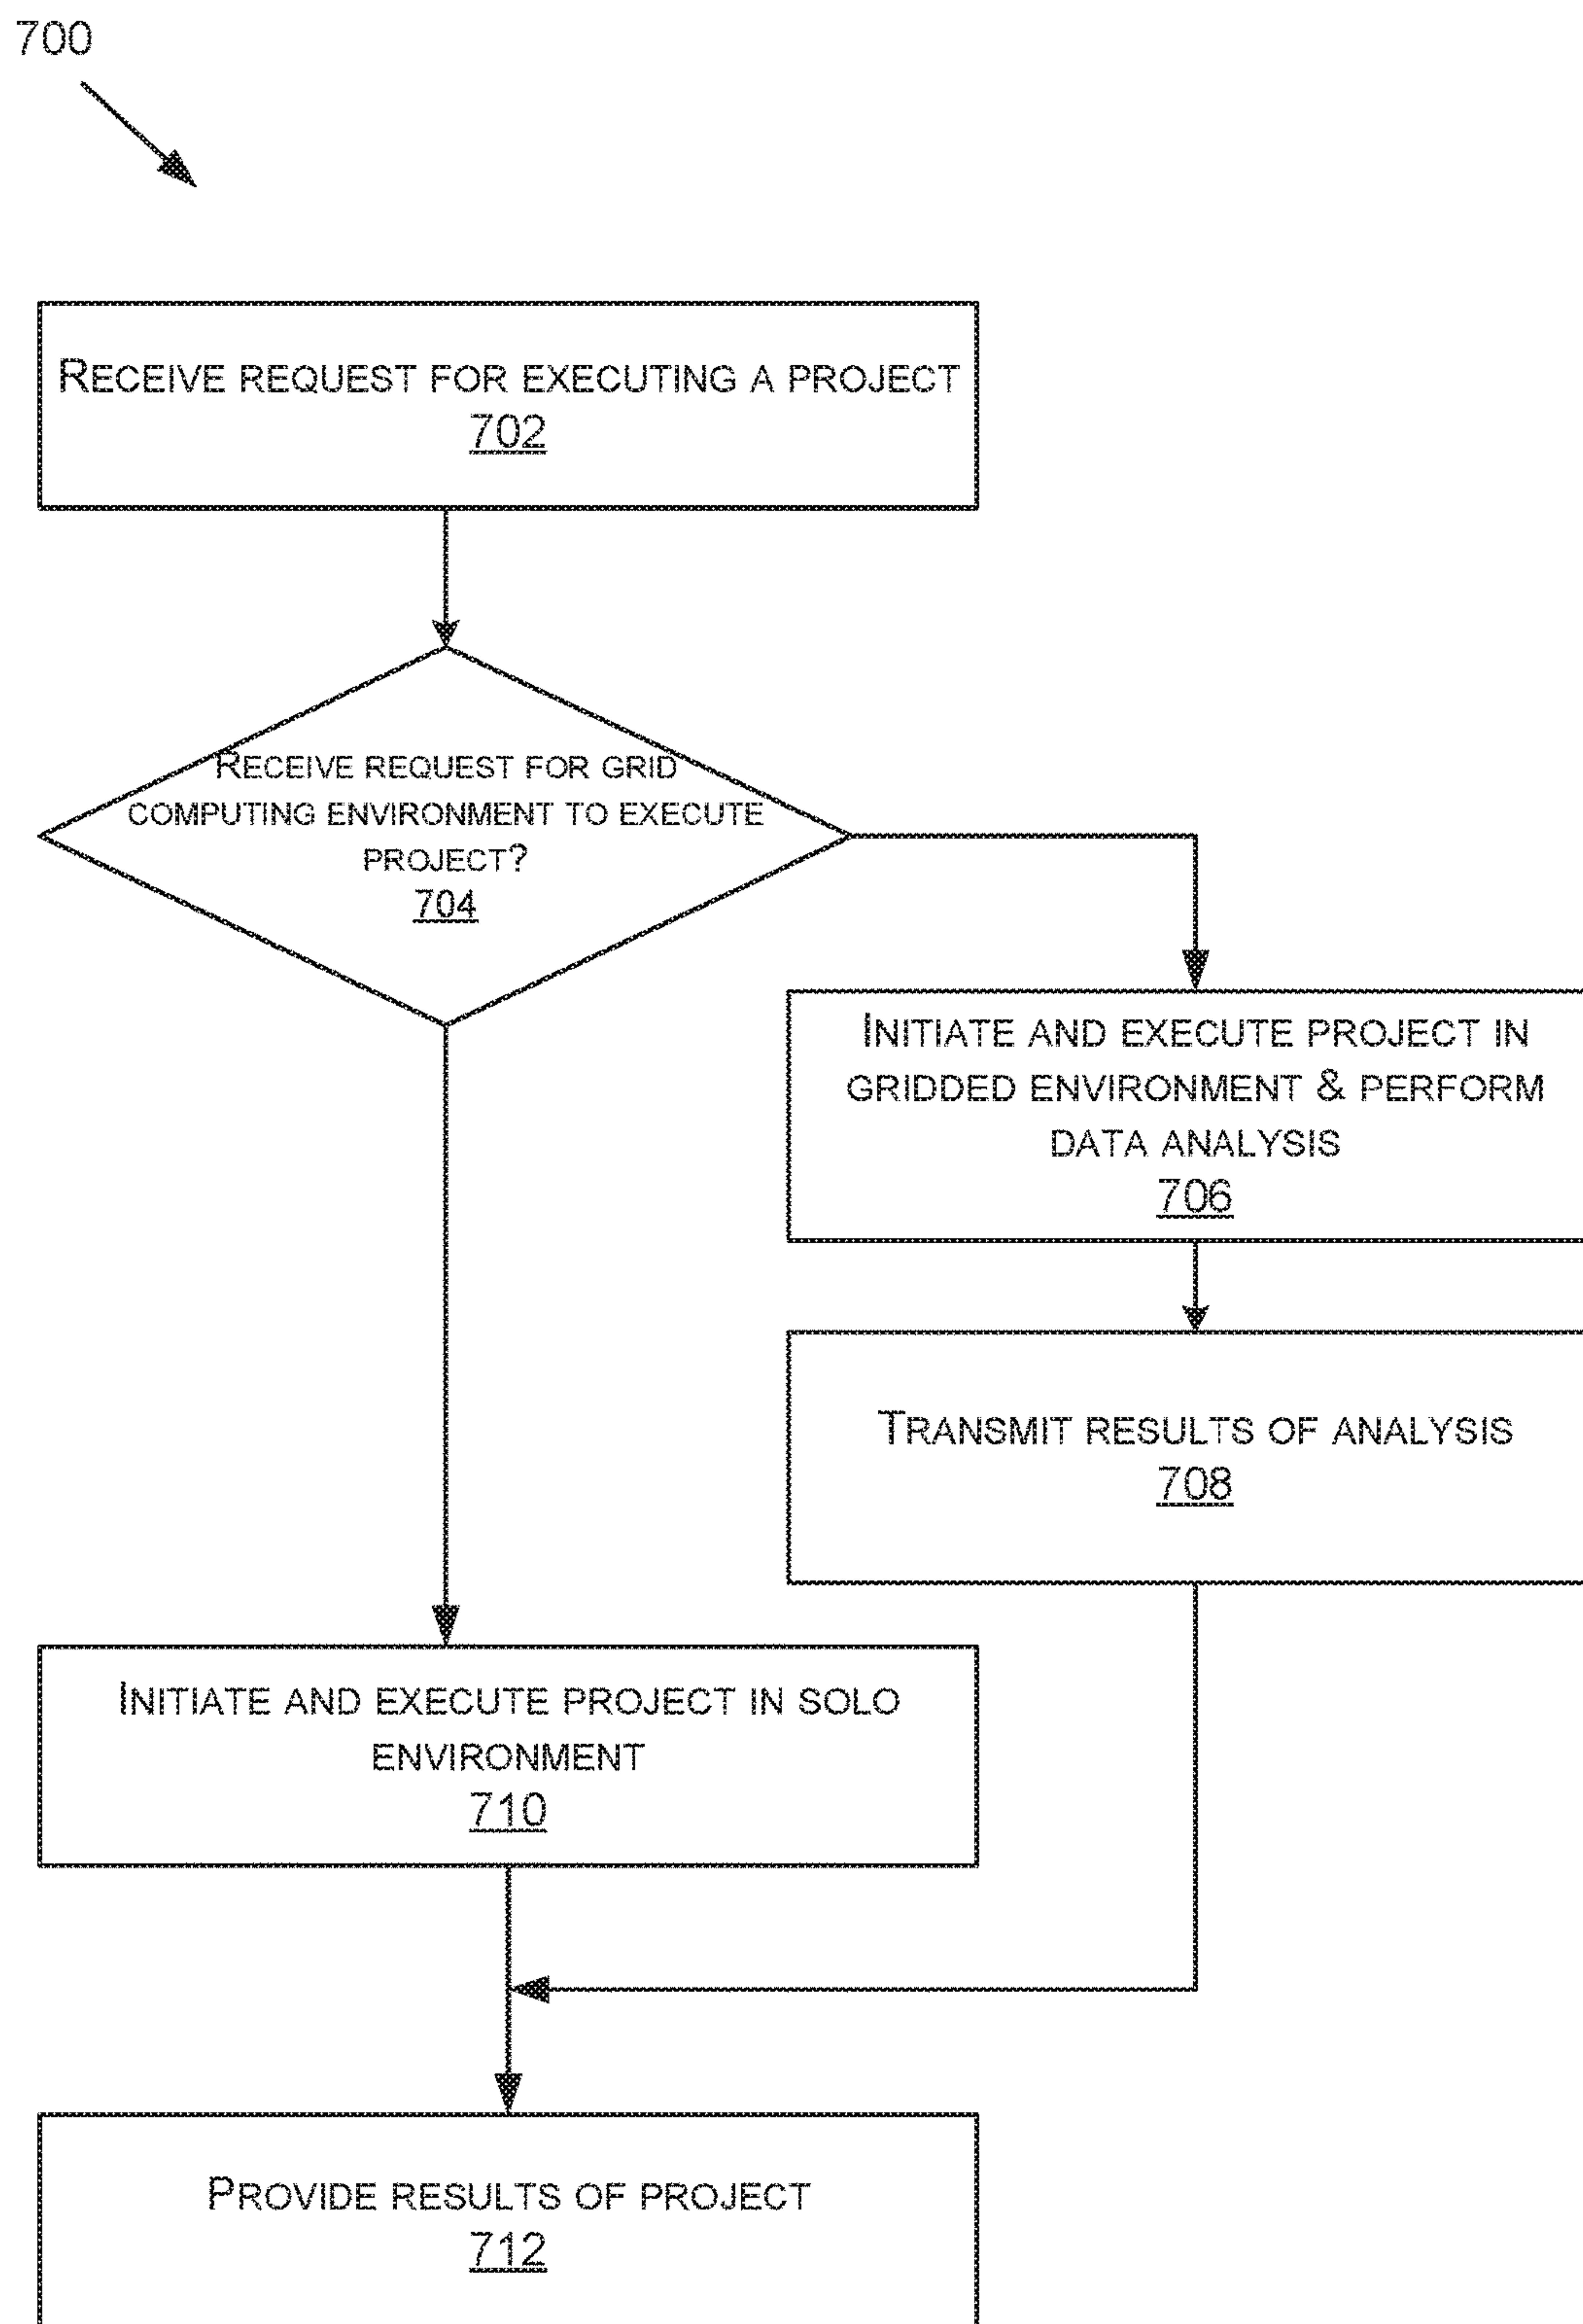 700
RECEIVE REQUEST FOR EXECUTING A PROJECT
702
RECEIVE REQUEST FOR GRID
COMPUTING ENVIRONMENT TO EXECUTE
PROJECT?
704
INITIATE AND EXECUTE PROJECT IN
GRIDDED ENVIRONMENT & PERFORM
DATA ANALYSIS
706
TRANSMIT RESULTS OF ANALYSIS
708
INITIATE AND EXECUTE PROJECT IN SOLO
ENVIRONMENT
710
PROVIDE RESULTS OF PROJECT
712